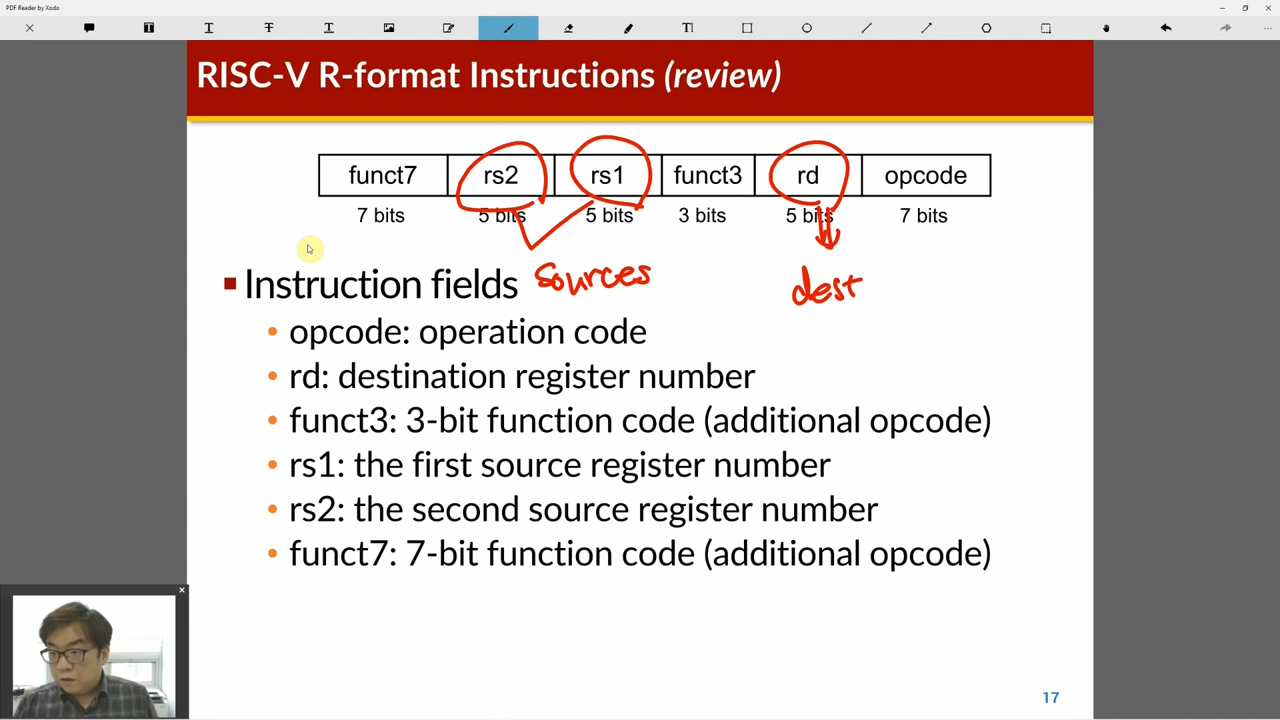 PDF Reader by Xodo
RISC-V R-format Instructions (review)
funct7 rs2 rs1 funct3 rd opcode
7 bits 5 bits 5 bits 3 bits 5 bits 7 bits
sources dest
Instruction fields
• opcode: operation code
• rd: destination register number
• funct3: 3-bit function code (additional opcode)
• rs1: the first source register number
• rs2: the second source register number
• funct7: 7-bit function code (additional opcode)
17